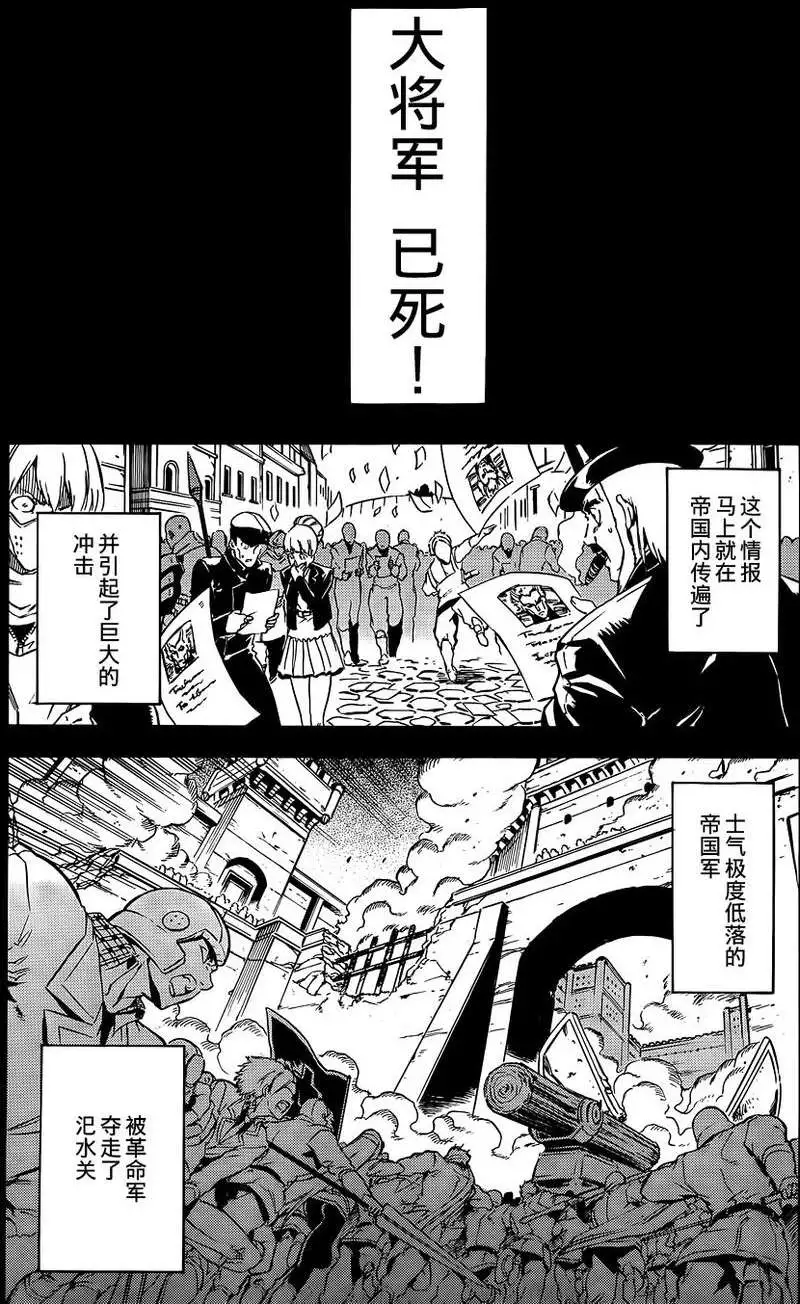 大将军 已死！
这个情报
马上就在
帝国内传遍了
并引起了巨大的
冲击
士气极度低落的
帝国军
被革命军
夺走了
汜水关